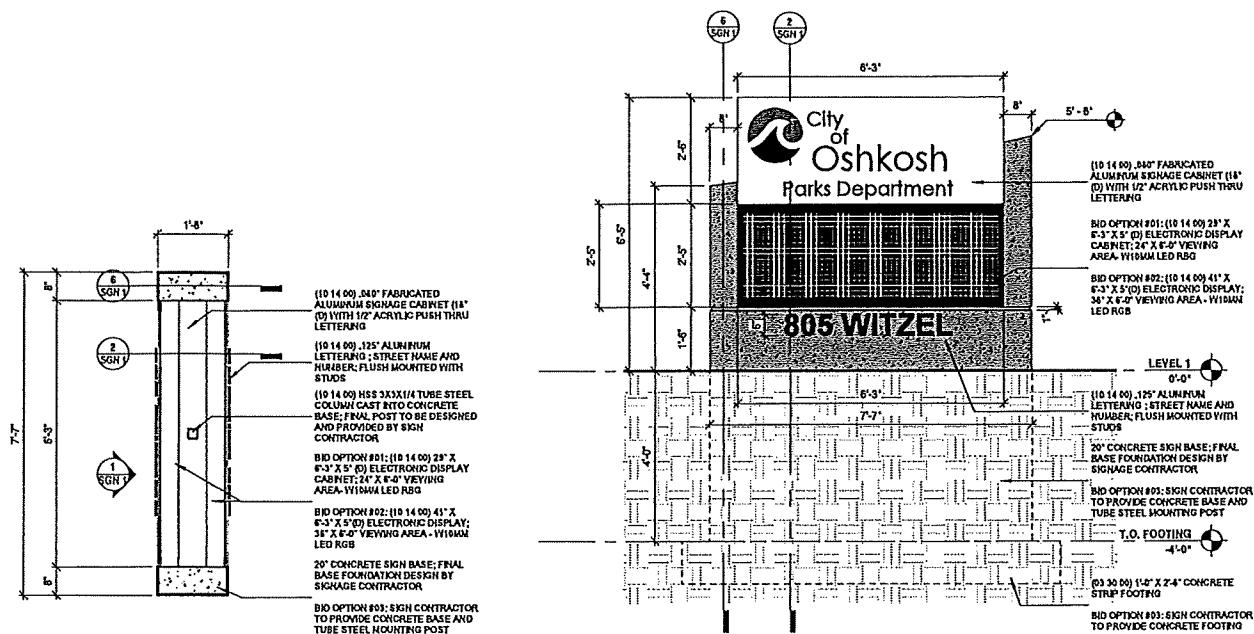 1'-8"
6
SGN 1
8"
7'-7"
6'-3"
2
SGN 1
1
SGN 1
8"
(10 14 00) .040" FABRICATED
ALUMINUM SIGNAGE CABINET (18"
(D) WITH 1/2" ACRYLIC PUSH THRU
LETTERING
(10 14 00) .125" ALUMINUM
LETTERING ; STREET NAME AND
NUMBER; FLUSH MOUNTED WITH
STUDS
(10 14 00) HSS 3X3X1/4 TUBE STEEL
COLUMN CAST INTO CONCRETE
BASE; FINAL POST TO BE DESIGNED
AND PROVIDED BY SIGN
CONTRACTOR
BID OPTION #01: (10 14 00) 29" X
6'-3" X 5" (D) ELECTRONIC DISPLAY
CABINET; 24" X 6'-0" VIEWING
AREA- W10MM LED RBG
BID OPTION #02: (10 14 00) 41" X
6'-3" X 5"(D) ELECTRONIC DISPLAY;
36" X 6'-0" VIEWING AREA - W10MM
LED RGB
20" CONCRETE SIGN BASE; FINAL
BASE FOUNDATION DESIGN BY
SIGNAGE CONTRACTOR
BID OPTION #03: SIGN CONTRACTOR
TO PROVIDE CONCRETE BASE AND
TUBE STEEL MOUNTING POST
6
SGN 1
2
SGN 1
6'-3"
8"
8"
5' - 6"
City
of
Oshkosh
Parks Department
2'-6"
6'-5"
2'-5"
2'-5"
4'-4"
1'-6"
1"
5"
805 WITZEL
6'-3"
7'-7"
4'-0"
(10 14 00) .040" FABRICATED
ALUMINUM SIGNAGE CABINET (18"
(D) WITH 1/2" ACRYLIC PUSH THRU
LETTERING
BID OPTION #01: (10 14 00) 29" X
6'-3" X 5" (D) ELECTRONIC DISPLAY
CABINET; 24" X 6'-0" VIEWING
AREA- W10MM LED RBG
BID OPTION #02: (10 14 00) 41" X
6'-3" X 5"(D) ELECTRONIC DISPLAY;
36" X 6'-0" VIEWING AREA - W10MM
LED RGB
LEVEL 1
0'-0"
(10 14 00) .125" ALUMINUM
LETTERING ; STREET NAME AND
NUMBER; FLUSH MOUNTED WITH
STUDS
20" CONCRETE SIGN BASE; FINAL
BASE FOUNDATION DESIGN BY
SIGNAGE CONTRACTOR
BID OPTION #03: SIGN CONTRACTOR
TO PROVIDE CONCRETE BASE AND
TUBE STEEL MOUNTING POST
T.O. FOOTING
-4'-0"
(03 30 00) 1'-0" X 2'-4" CONCRETE
STRIP FOOTING
BID OPTION #03: SIGN CONTRACTOR
TO PROVIDE CONCRETE FOOTING